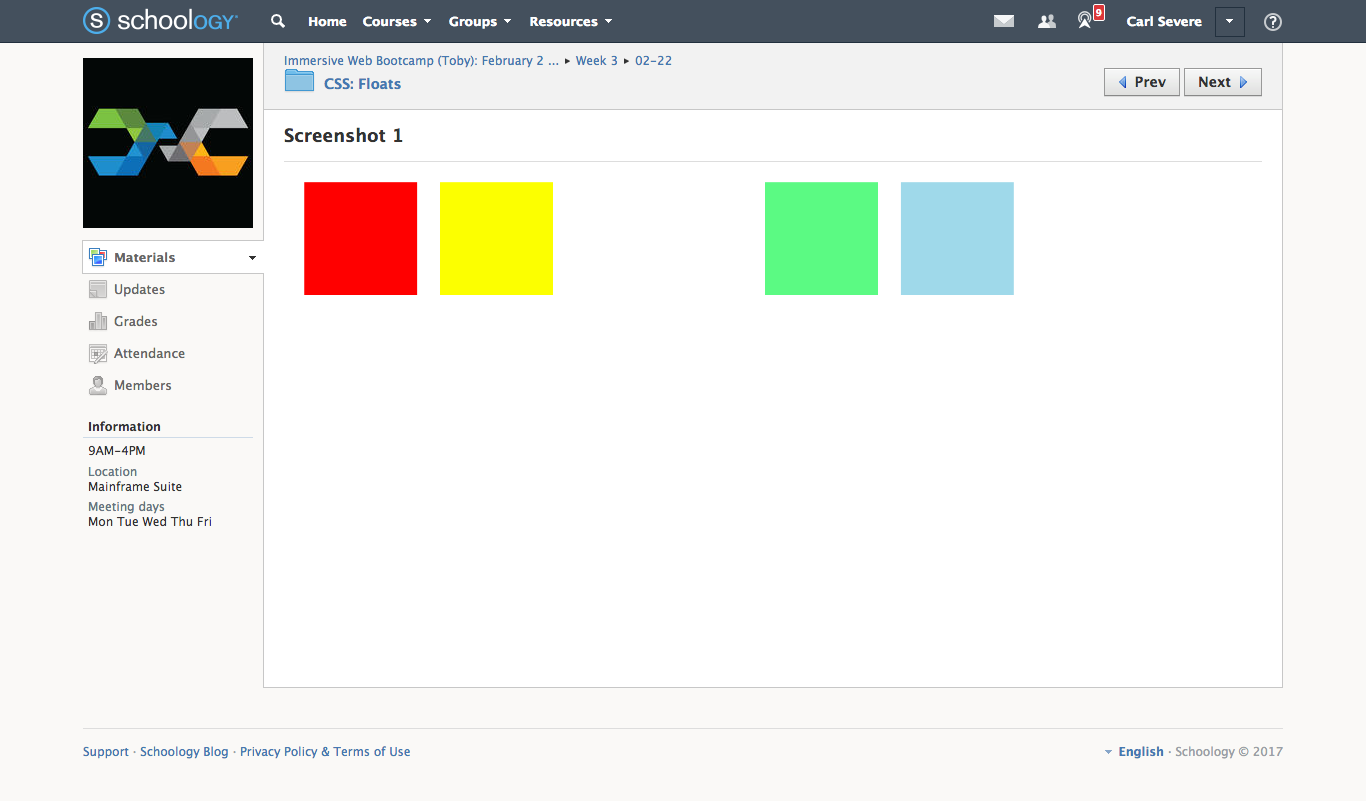 S schoology
Home Courses Groups Resources
9
Carl Severe
?
Immersive Web Bootcamp (Toby): February 2 ... ▸ Week 3 ▸ 02-22
CSS: Floats
Prev Next
Screenshot 1
Materials
Updates
Grades
Attendance
Members
Information
9AM-4PM
Location
Mainframe Suite
Meeting days
Mon Tue Wed Thu Fri
Support · Schoology Blog · Privacy Policy & Terms of Use
English · Schoology © 2017